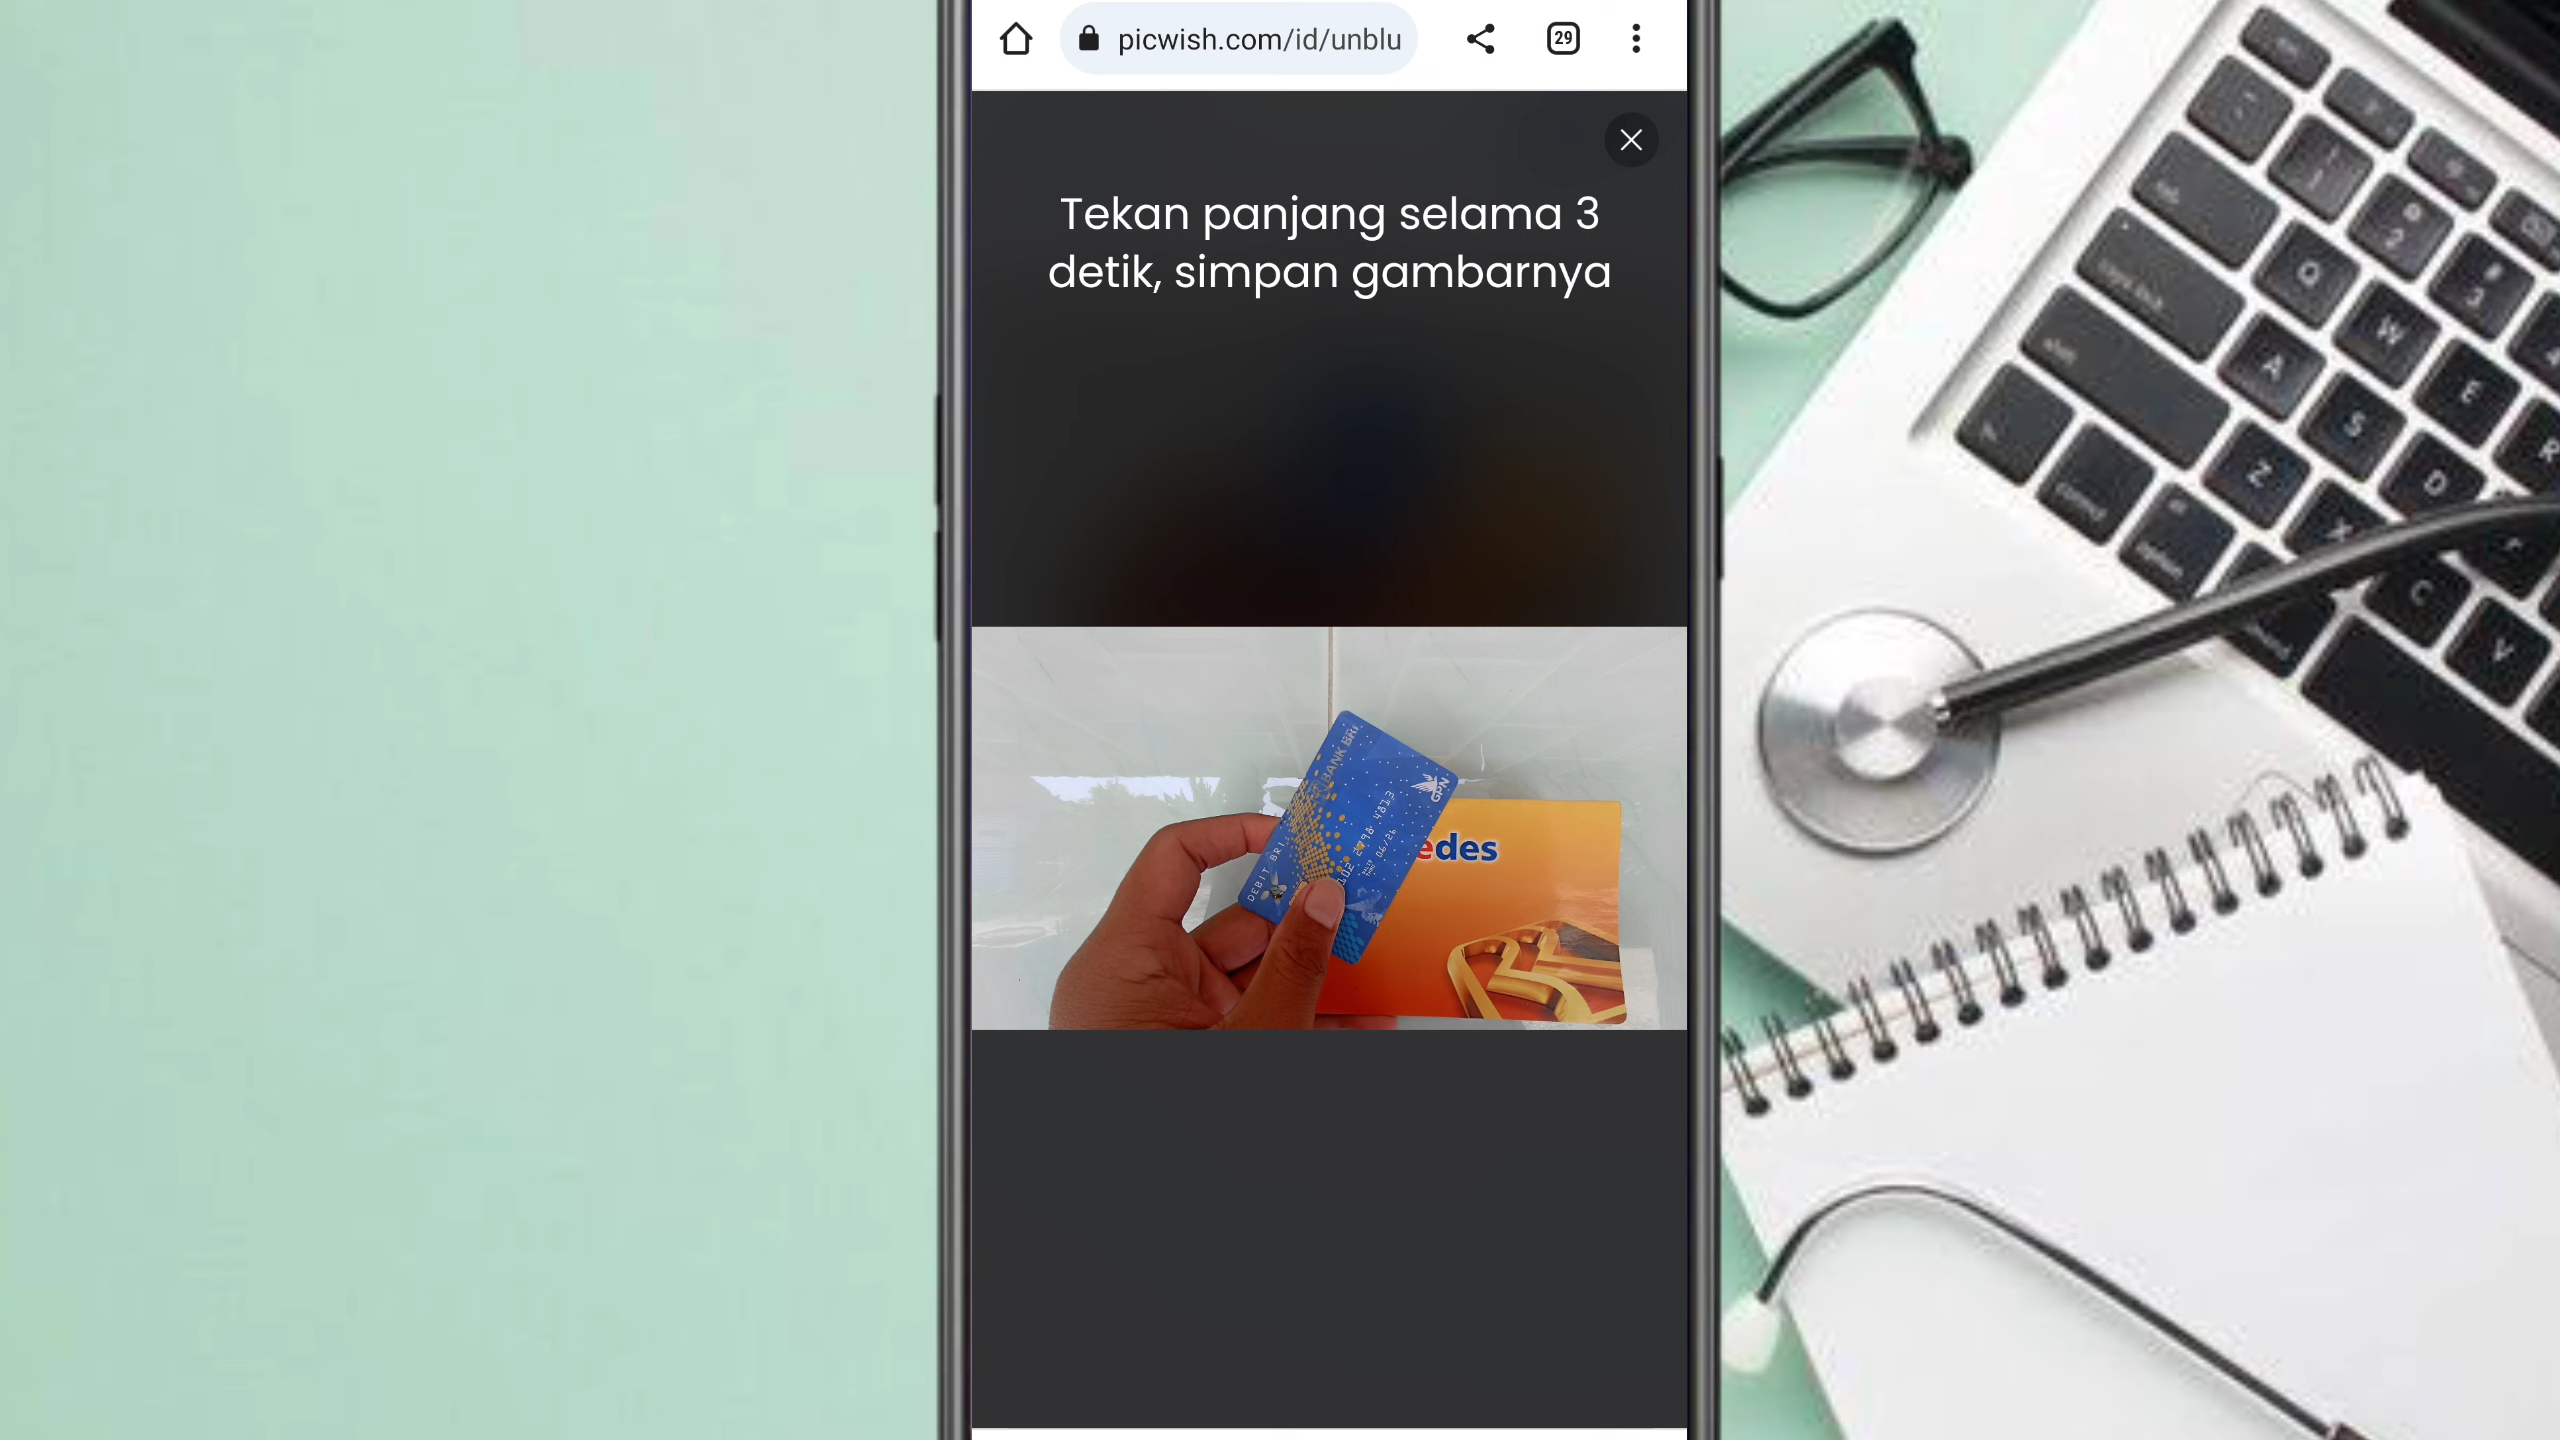 picwish.com/id/unblu
29
Tekan panjang selama 3
detik, simpan gambarnya
BANK BRI
GPN
DEBIT BRI
edes
Q
W
E
R
A
S
D
Z
X
C
V